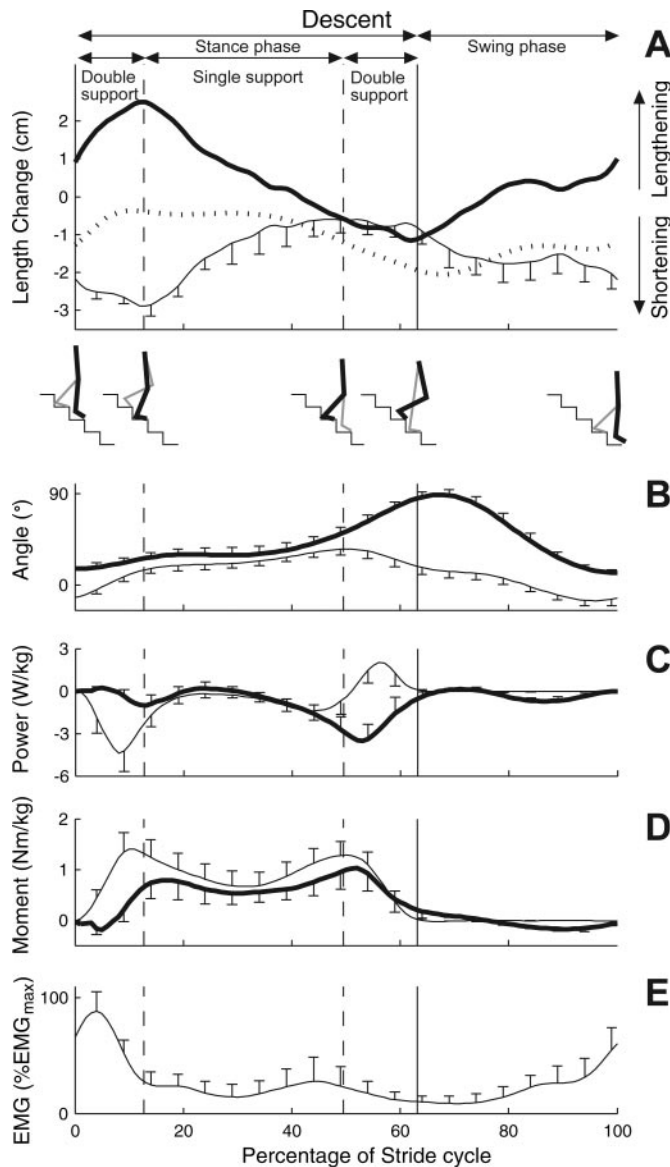 Descent
Stance phase
Swing phase
A
Double
support
Single support
Double
support
Length Change (cm)
2
1
0
-1
-2
-3
Lengthening
Shortening
B
Angle (°)
90
0
C
Power (W/kg)
3
0
-3
-6
D
Moment (Nm/kg)
2
1
0
E
EMG (%EMGmax)
100
0
0
20
40
60
80
100
Percentage of Stride cycle